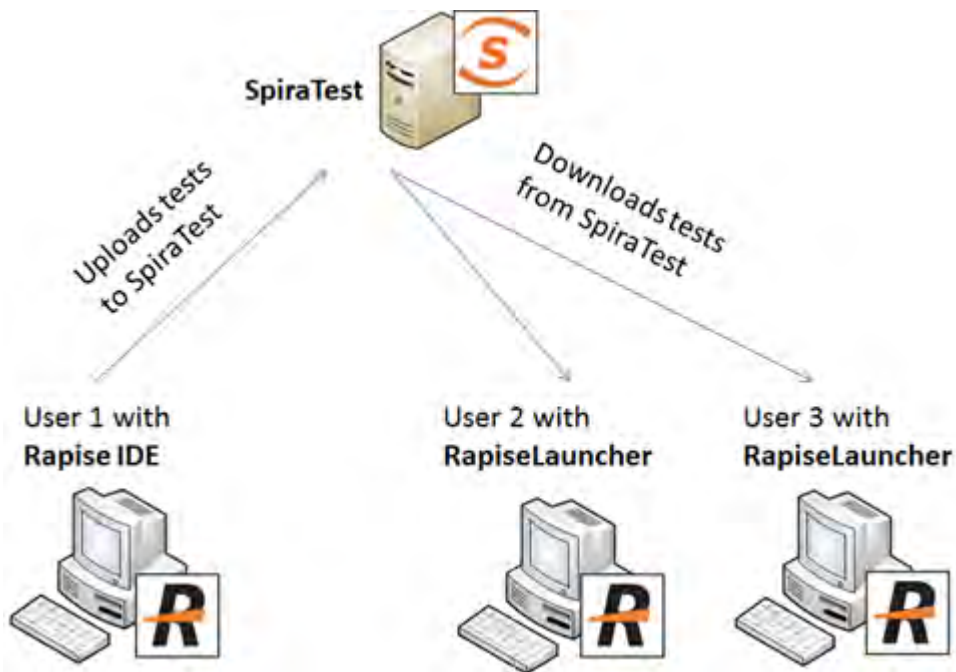 SpiraTest
S
Uploads tests
to SpiraTest
Downloads tests
from SpiraTest
User 1 with
Rapise IDE
User 2 with
RapiseLauncher
User 3 with
RapiseLauncher
R
R
R